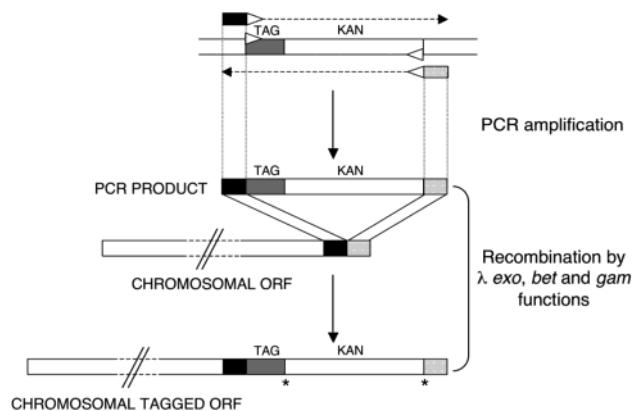 TAG KAN
PCR amplification
TAG KAN
PCR PRODUCT
CHROMOSOMAL ORF
Recombination by
λ exo, bet and gam
functions
TAG KAN
* *
CHROMOSOMAL TAGGED ORF